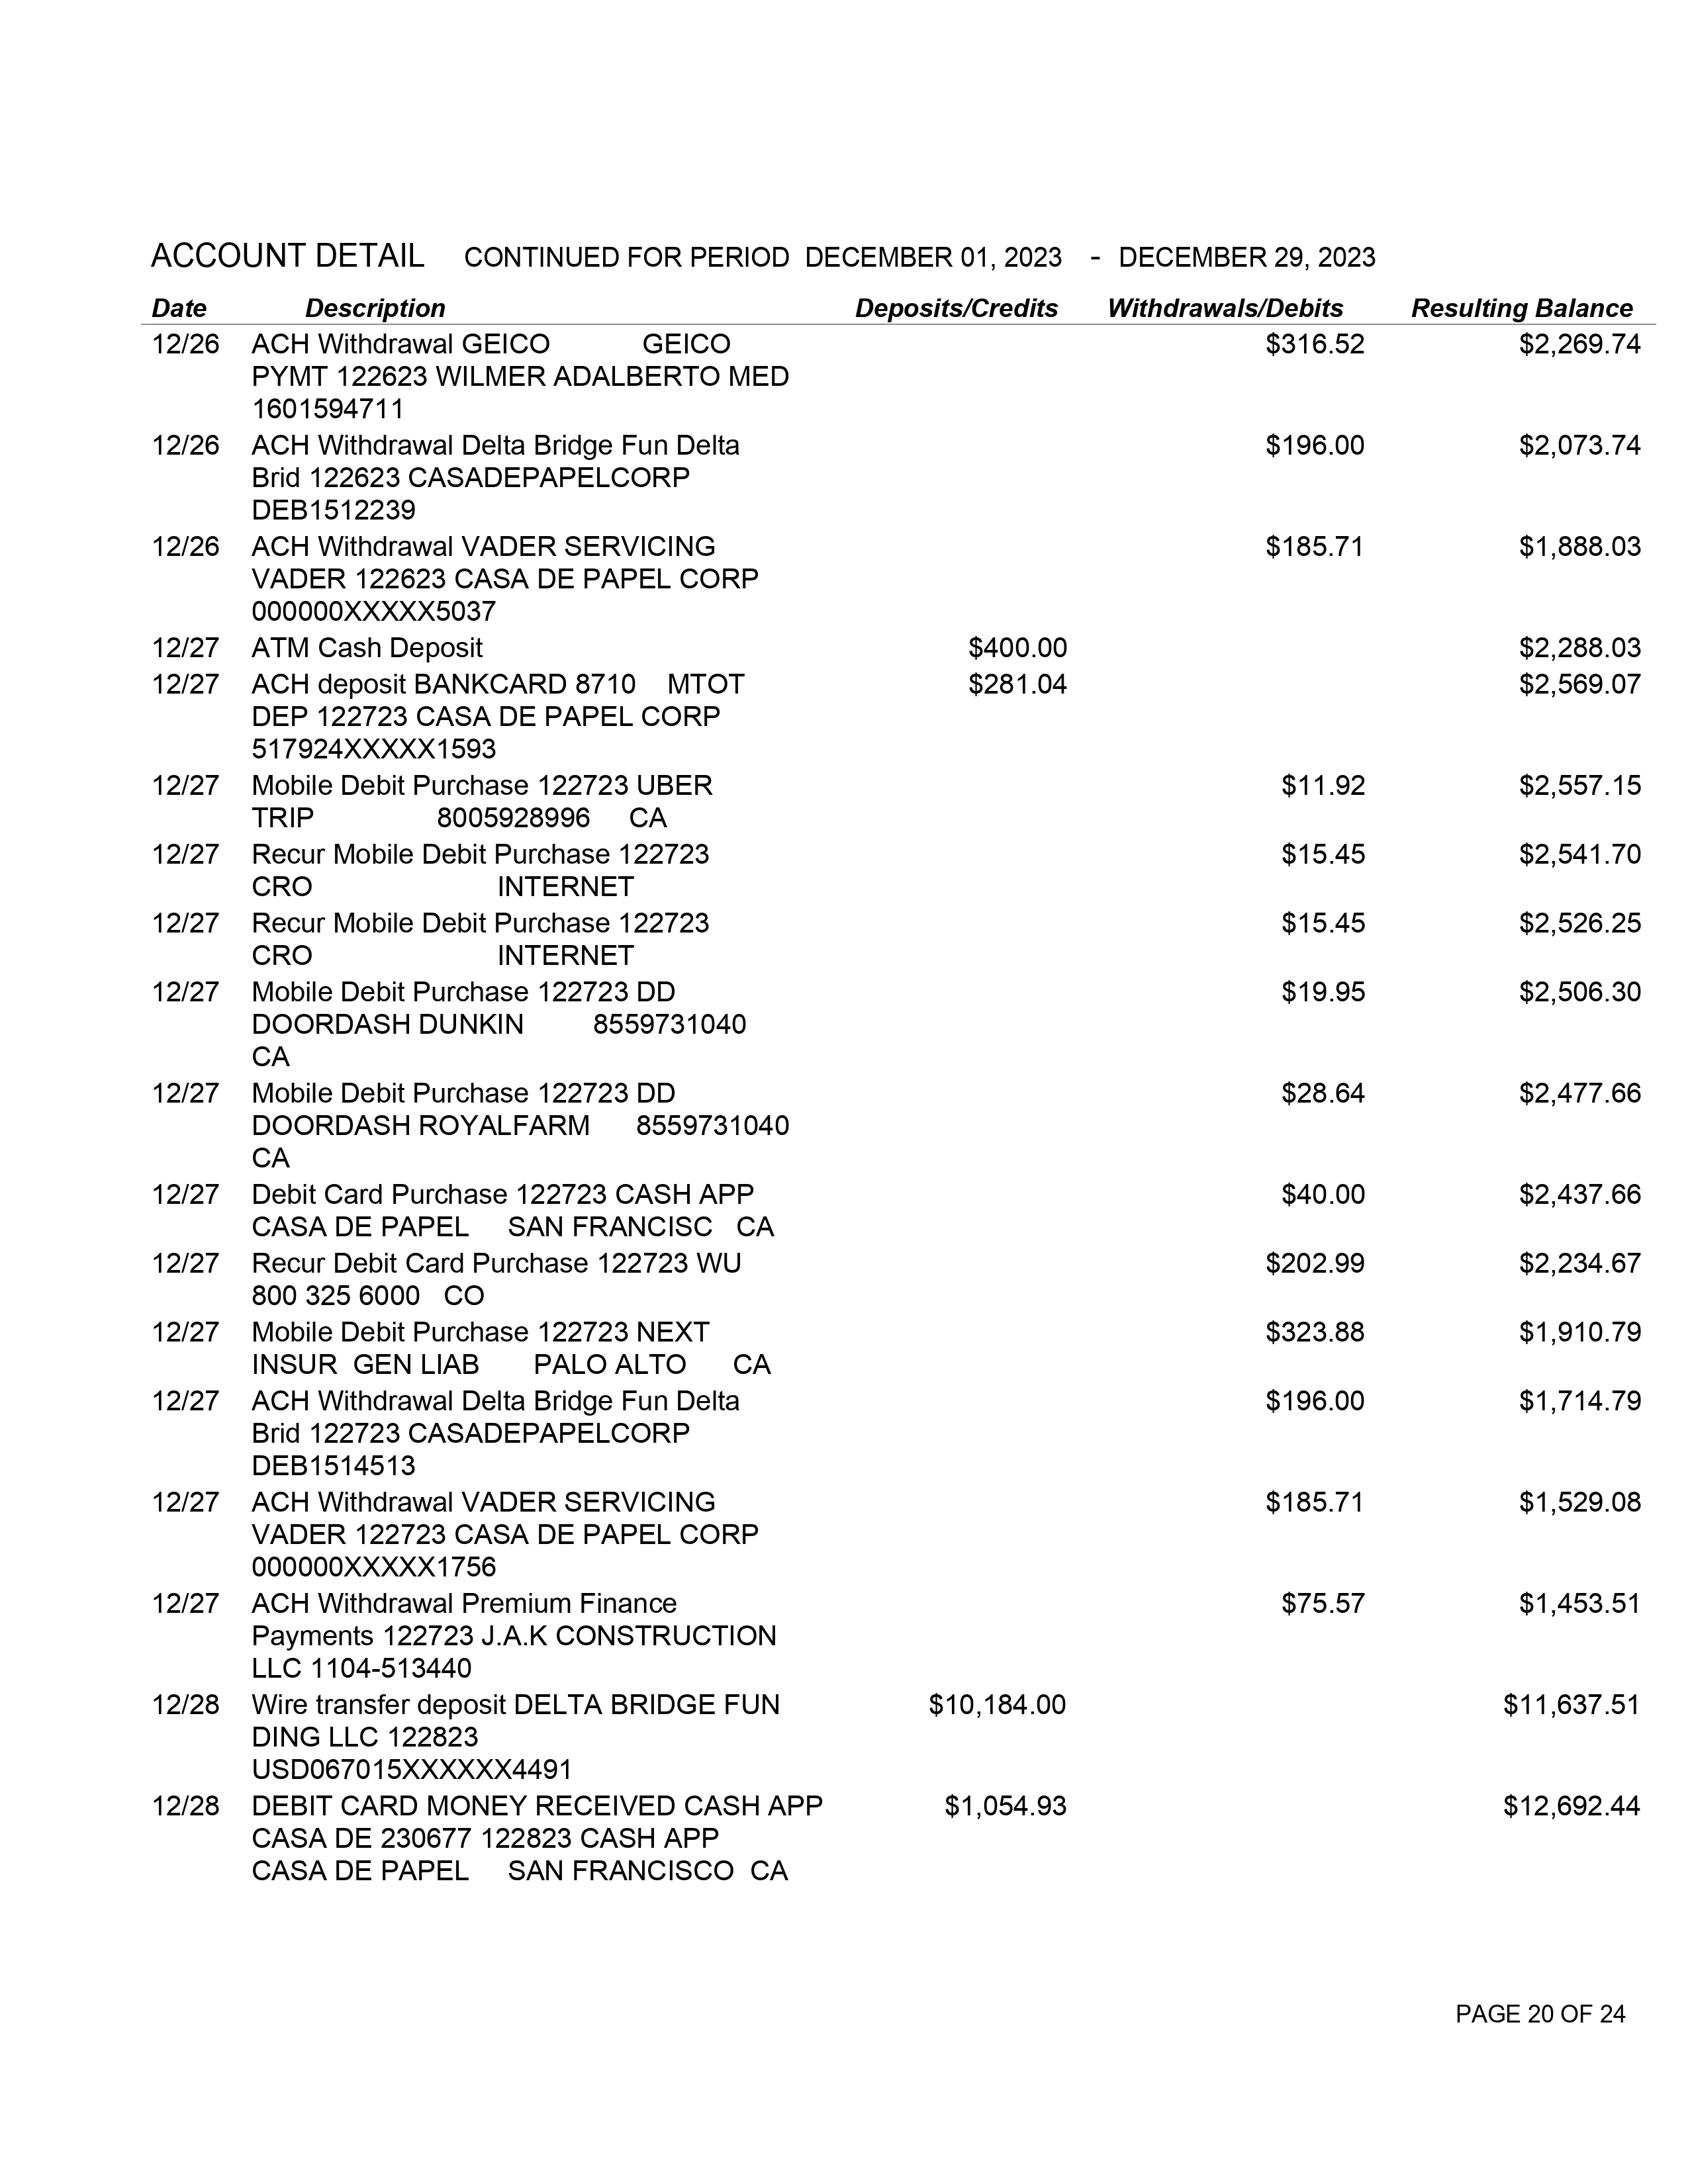 ACCOUNT DETAIL CONTINUED FOR PERIOD DECEMBER 01, 2023 - DECEMBER 29, 2023
Date Description Deposits/Credits Withdrawals/Debits Resulting Balance
12/26 ACH Withdrawal GEICO GEICO $316.52 $2,269.74
PYMT 122623 WILMER ADALBERTO MED
1601594711
12/26 ACH Withdrawal Delta Bridge Fun Delta $196.00 $2,073.74
Brid 122623 CASADEPAPELCORP
DEB1512239
12/26 ACH Withdrawal VADER SERVICING $185.71 $1,888.03
VADER 122623 CASA DE PAPEL CORP
000000XXXXX5037
12/27 ATM Cash Deposit $400.00 $2,288.03
12/27 ACH deposit BANKCARD 8710 MTOT $281.04 $2,569.07
DEP 122723 CASA DE PAPEL CORP
517924XXXXX1593
12/27 Mobile Debit Purchase 122723 UBER $11.92 $2,557.15
TRIP 8005928996 CA
12/27 Recur Mobile Debit Purchase 122723 $15.45 $2,541.70
CRO INTERNET
12/27 Recur Mobile Debit Purchase 122723 $15.45 $2,526.25
CRO INTERNET
12/27 Mobile Debit Purchase 122723 DD $19.95 $2,506.30
DOORDASH DUNKIN 8559731040
CA
12/27 Mobile Debit Purchase 122723 DD $28.64 $2,477.66
DOORDASH ROYALFARM 8559731040
CA
12/27 Debit Card Purchase 122723 CASH APP $40.00 $2,437.66
CASA DE PAPEL SAN FRANCISC CA
12/27 Recur Debit Card Purchase 122723 WU $202.99 $2,234.67
800 325 6000 CO
12/27 Mobile Debit Purchase 122723 NEXT $323.88 $1,910.79
INSUR GEN LIAB PALO ALTO CA
12/27 ACH Withdrawal Delta Bridge Fun Delta $196.00 $1,714.79
Brid 122723 CASADEPAPELCORP
DEB1514513
12/27 ACH Withdrawal VADER SERVICING $185.71 $1,529.08
VADER 122723 CASA DE PAPEL CORP
000000XXXXX1756
12/27 ACH Withdrawal Premium Finance $75.57 $1,453.51
Payments 122723 J.A.K CONSTRUCTION
LLC 1104-513440
12/28 Wire transfer deposit DELTA BRIDGE FUN $10,184.00 $11,637.51
DING LLC 122823
USD067015XXXXXX4491
12/28 DEBIT CARD MONEY RECEIVED CASH APP $1,054.93 $12,692.44
CASA DE 230677 122823 CASH APP
CASA DE PAPEL SAN FRANCISCO CA
PAGE 20 OF 24